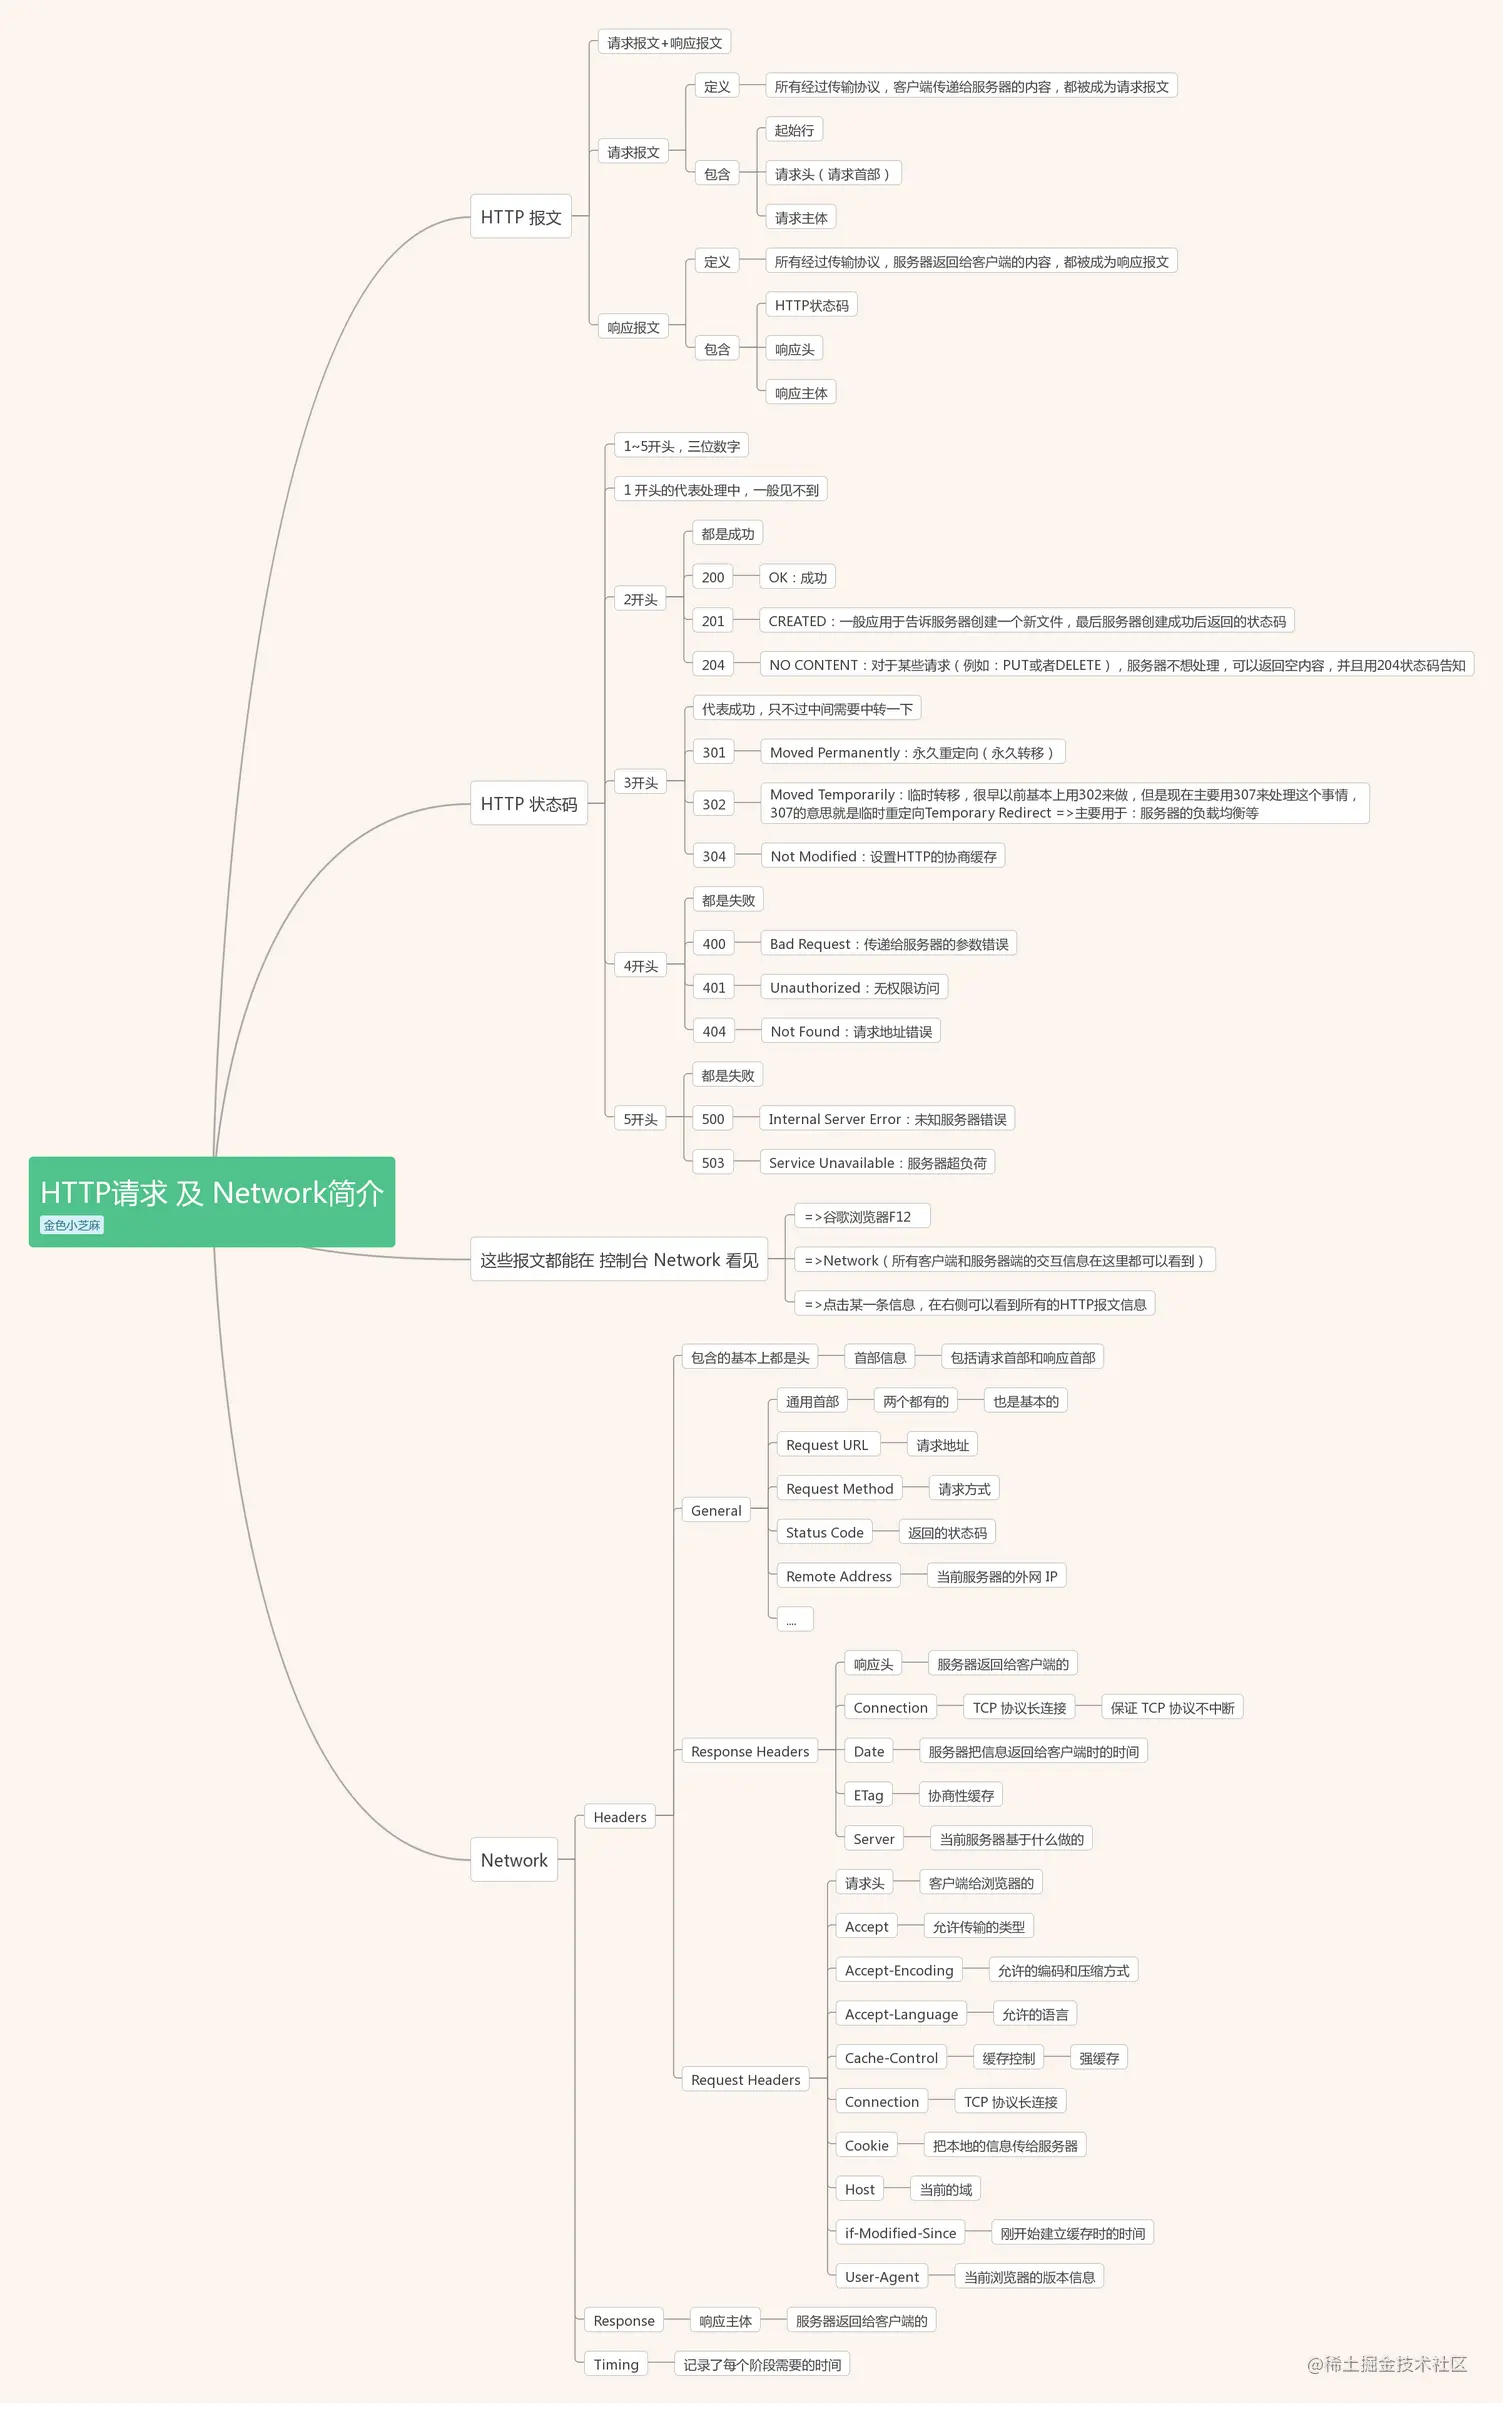 请求报文+响应报文
定义
所有经过传输协议，客户端传递给服务器的内容，都被成为请求报文
起始行
请求报文
包含
请求头（请求首部）
请求主体
HTTP 报文
定义
所有经过传输协议，服务器返回给客户端的内容，都被成为响应报文
HTTP状态码
响应报文
包含
响应头
响应主体
1~5开头，三位数字
1 开头的代表处理中，一般见不到
都是成功
200
OK：成功
2开头
201
CREATED：一般应用于告诉服务器创建一个新文件，最后服务器创建成功后返回的状态码
204
NO CONTENT：对于某些请求（例如：PUT或者DELETE），服务器不想处理，可以返回空内容，并且用204状态码告知
代表成功，只不过中间需要中转一下
301
Moved Permanently：永久重定向（永久转移）
3开头
HTTP 状态码
302
Moved Temporarily：临时转移，很早以前基本上用302来做，但是现在主要用307来处理这个事情，
307的意思就是临时重定向Temporary Redirect =>主要用于：服务器的负载均衡等
304
Not Modified：设置HTTP的协商缓存
都是失败
400
Bad Request：传递给服务器的参数错误
4开头
401
Unauthorized：无权限访问
404
Not Found：请求地址错误
都是失败
5开头
500
Internal Server Error：未知服务器错误
503
Service Unavailable：服务器超负荷
HTTP请求 及 Network简介
金色小芝麻
=>谷歌浏览器F12
这些报文都能在 控制台 Network 看见
=>Network（所有客户端和服务器端的交互信息在这里都可以看到）
=>点击某一条信息，在右侧可以看到所有的HTTP报文信息
包含的基本上都是头
首部信息
包括请求首部和响应首部
通用首部
两个都有的
也是基本的
Request URL
请求地址
Request Method
请求方式
General
Status Code
返回的状态码
Remote Address
当前服务器的外网 IP
....
响应头
服务器返回给客户端的
Connection
TCP 协议长连接
保证 TCP 协议不中断
Response Headers
Date
服务器把信息返回给客户端时的时间
ETag
协商性缓存
Headers
Server
当前服务器基于什么做的
Network
请求头
客户端给浏览器的
Accept
允许传输的类型
Accept-Encoding
允许的编码和压缩方式
Accept-Language
允许的语言
Cache-Control
缓存控制
强缓存
Request Headers
Connection
TCP 协议长连接
Cookie
把本地的信息传给服务器
Host
当前的域
if-Modified-Since
刚开始建立缓存时的时间
User-Agent
当前浏览器的版本信息
Response
响应主体
服务器返回给客户端的
Timing
记录了每个阶段需要的时间
@稀土掘金技术社区